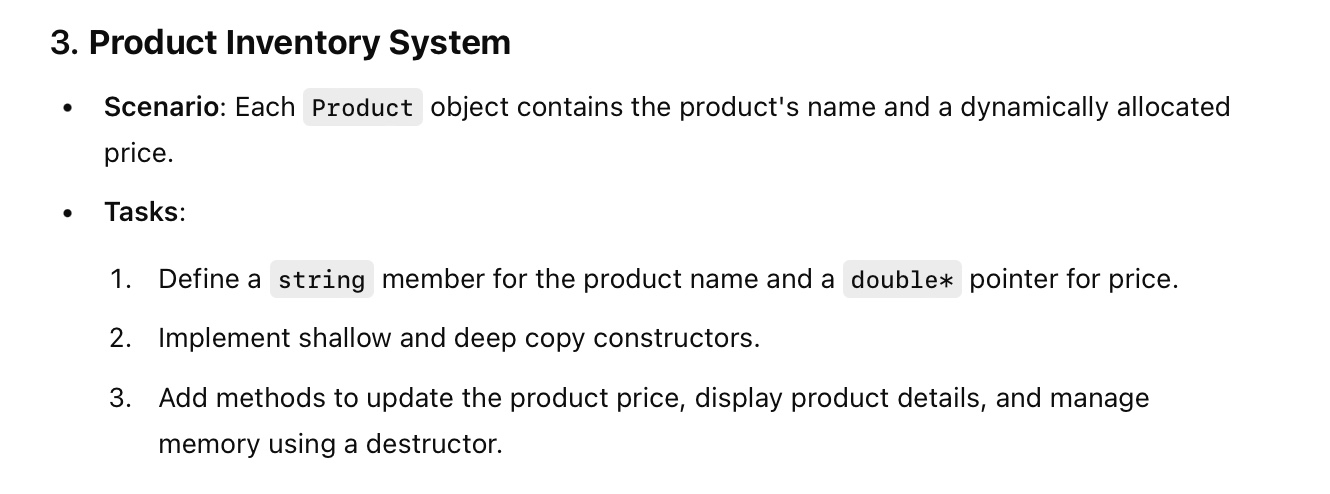 3. Product Inventory System
• Scenario: Each Product object contains the product's name and a dynamically allocated
price.
• Tasks:
1. Define a string member for the product name and a double* pointer for price.
2. Implement shallow and deep copy constructors.
3. Add methods to update the product price, display product details, and manage
memory using a destructor.